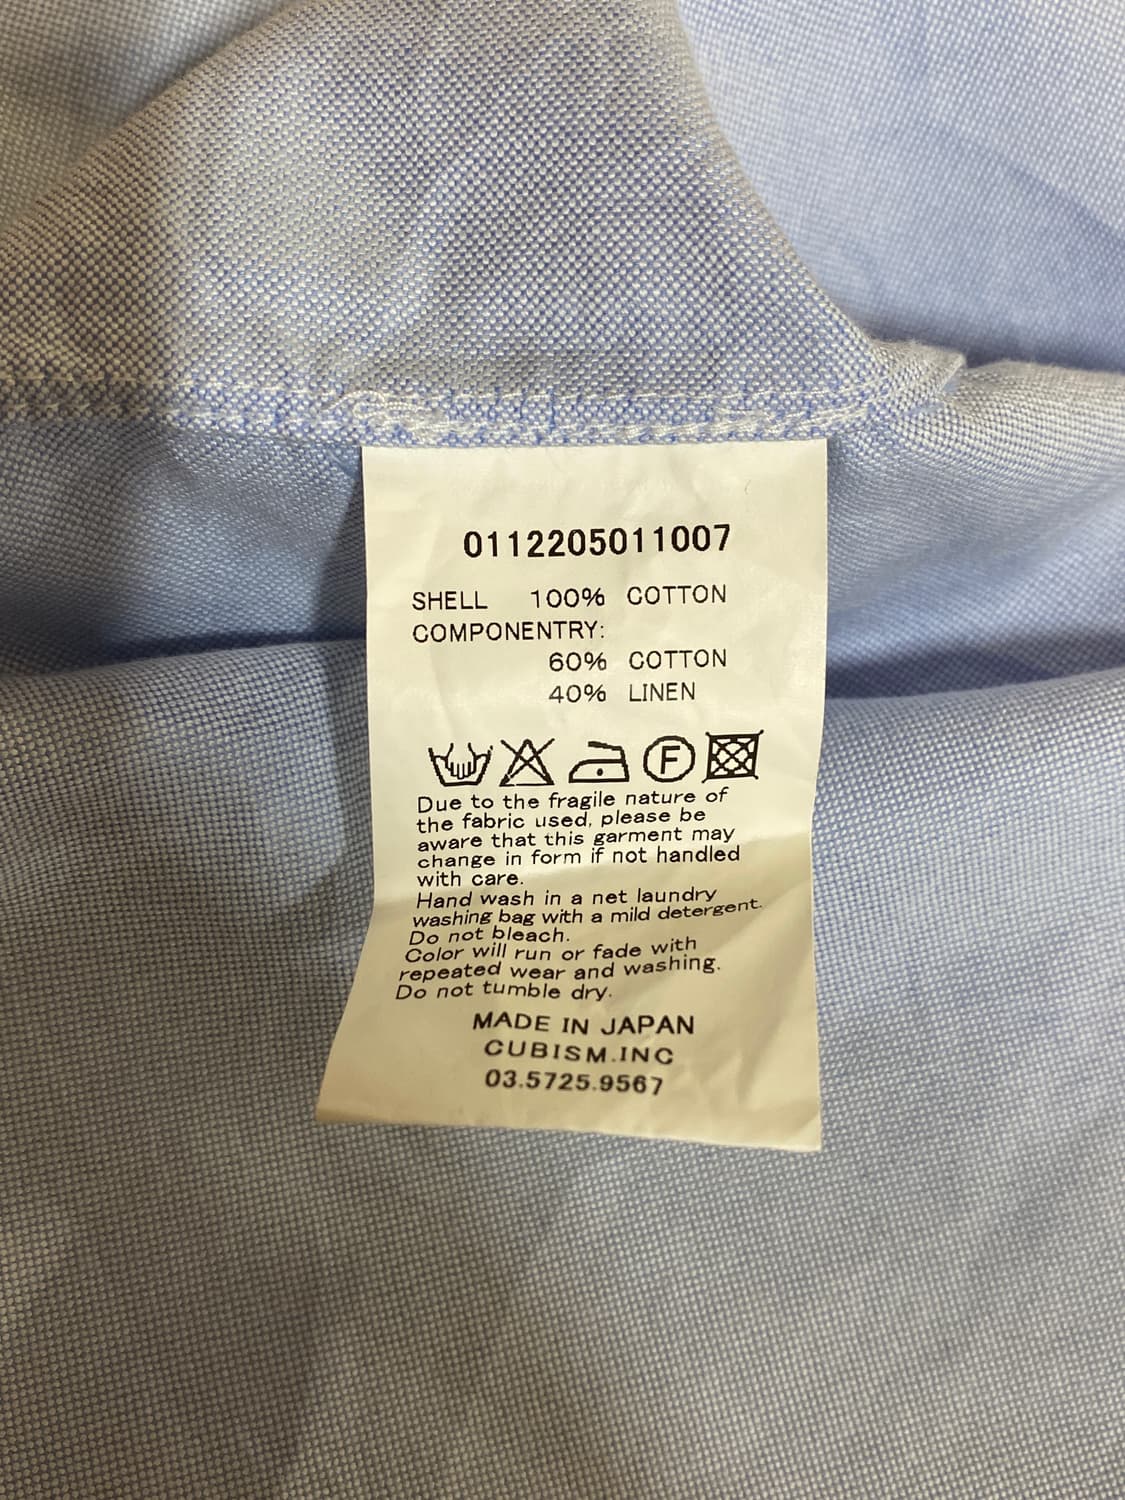 0112205011007
SHELL 100% COTTON
COMPONENTRY:
60% COTTON
40% LINEN
F
Due to the fragile nature of
the fabric used, please be
aware that this garment may
change in form if not handled
with care.
Hand wash in a net laundry
washing bag with a mild detergent.
Do not bleach.
Color will run or fade with
repeated wear and washing.
Do not tumble dry.
MADE IN JAPAN
CUBISM.INC
03.5725.9567